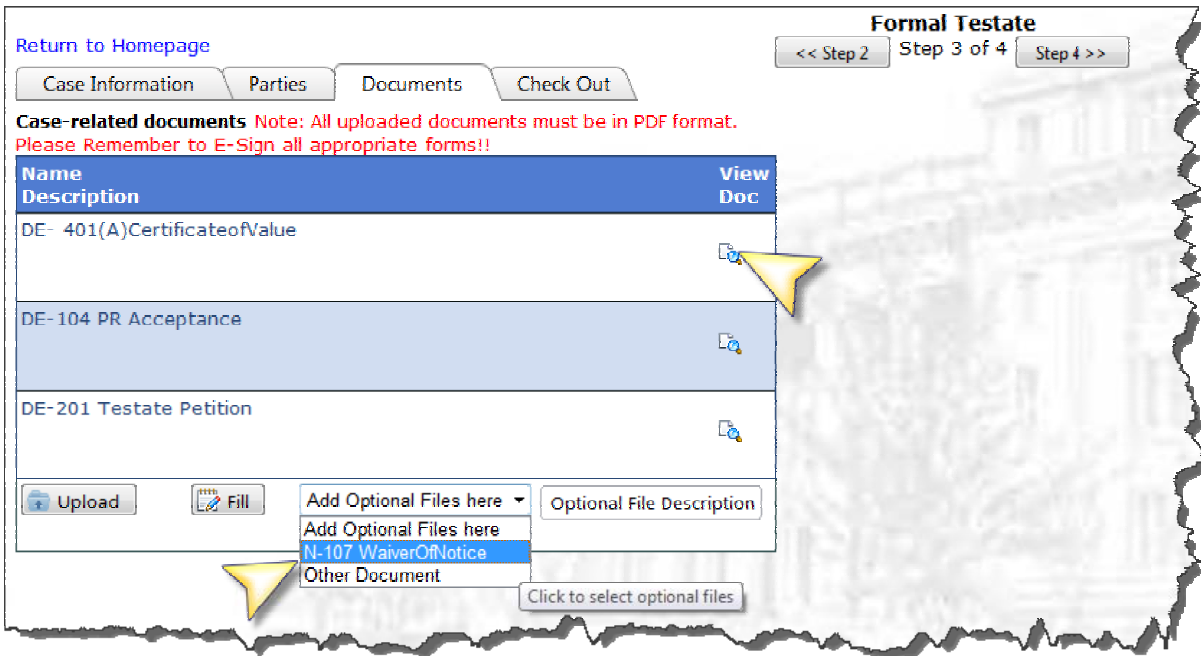 Formal Testate
Return to Homepage
<< Step 2 Step 3 of 4 Step 4 >>
Case Information Parties Documents Check Out
Case-related documents Note: All uploaded documents must be in PDF format.
Please Remember to E-Sign all appropriate forms!!
Name View
Description Doc
DE- 401(A)CertificateofValue
DE-104 PR Acceptance
DE-201 Testate Petition
Upload Fill Add Optional Files here Optional File Description
Add Optional Files here
N-107 WaiverOfNotice
Other Document
Click to select optional files